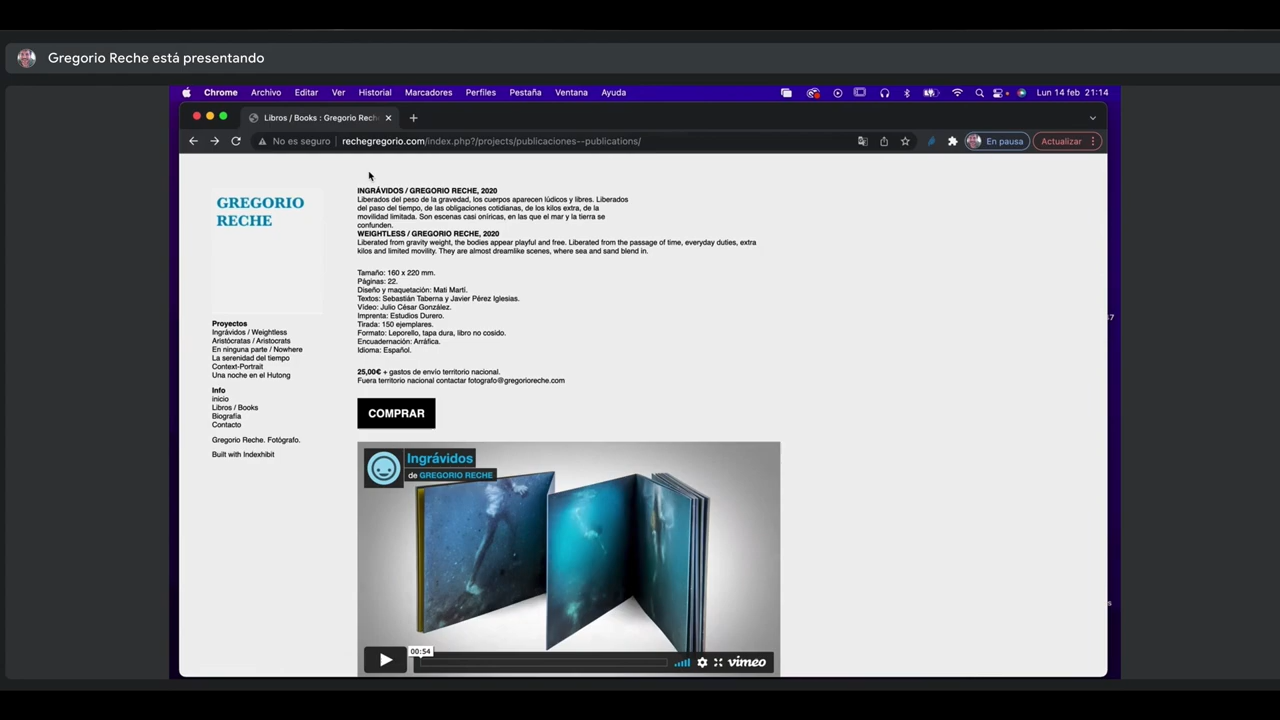 Gregorio Reche está presentando
Chrome Archivo Editar Ver Historial Marcadores Perfiles Pestaña Ventana Ayuda
Lun 14 feb 21:14
Libros / Books : Gregorio Rech
No es seguro rechegregorio.com/index.php?/projects/publicaciones--publications/
En pausa
Actualizar
GREGORIO
RECHE
Proyectos
Ingrávidos / Weightless
Aristócratas / Aristocrats
En ninguna parte / Nowhere
La serenidad del tiempo
Context-Portrait
Una noche en el Hutong
Info
inicio
Libros / Books
Biografía
Contacto
Gregorio Reche. Fotógrafo.
Built with Indexhibit
INGRÁVIDOS / GREGORIO RECHE, 2020
Liberados del peso de la gravedad, los cuerpos aparecen lúdicos y libres. Liberados
del paso del tiempo, de las obligaciones cotidianas, de los kilos extra, de la
movilidad limitada. Son escenas casi oníricas, en las que el mar y la tierra se
confunden.
WEIGHTLESS / GREGORIO RECHE, 2020
Liberated from gravity weight, the bodies appear playful and free. Liberated from the passage of time, everyday duties, extra
kilos and limited movility. They are almost dreamlike scenes, where sea and sand blend in.
Tamaño: 160 x 220 mm.
Páginas: 22.
Diseño y maquetación: Mati Martí.
Textos: Sebastián Taberna y Javier Pérez Iglesias.
Vídeo: Julio César González.
Imprenta: Estudios Durero.
Tirada: 150 ejemplares.
Formato: Leporello, tapa dura, libro no cosido.
Encuadernación: Arráfica.
Idioma: Español.
25,00€ + gastos de envío territorio nacional.
Fuera territorio nacional contactar fotografo@gregorioreche.com
COMPRAR
Ingrávidos
de GREGORIO RECHE
00:54
vimeo